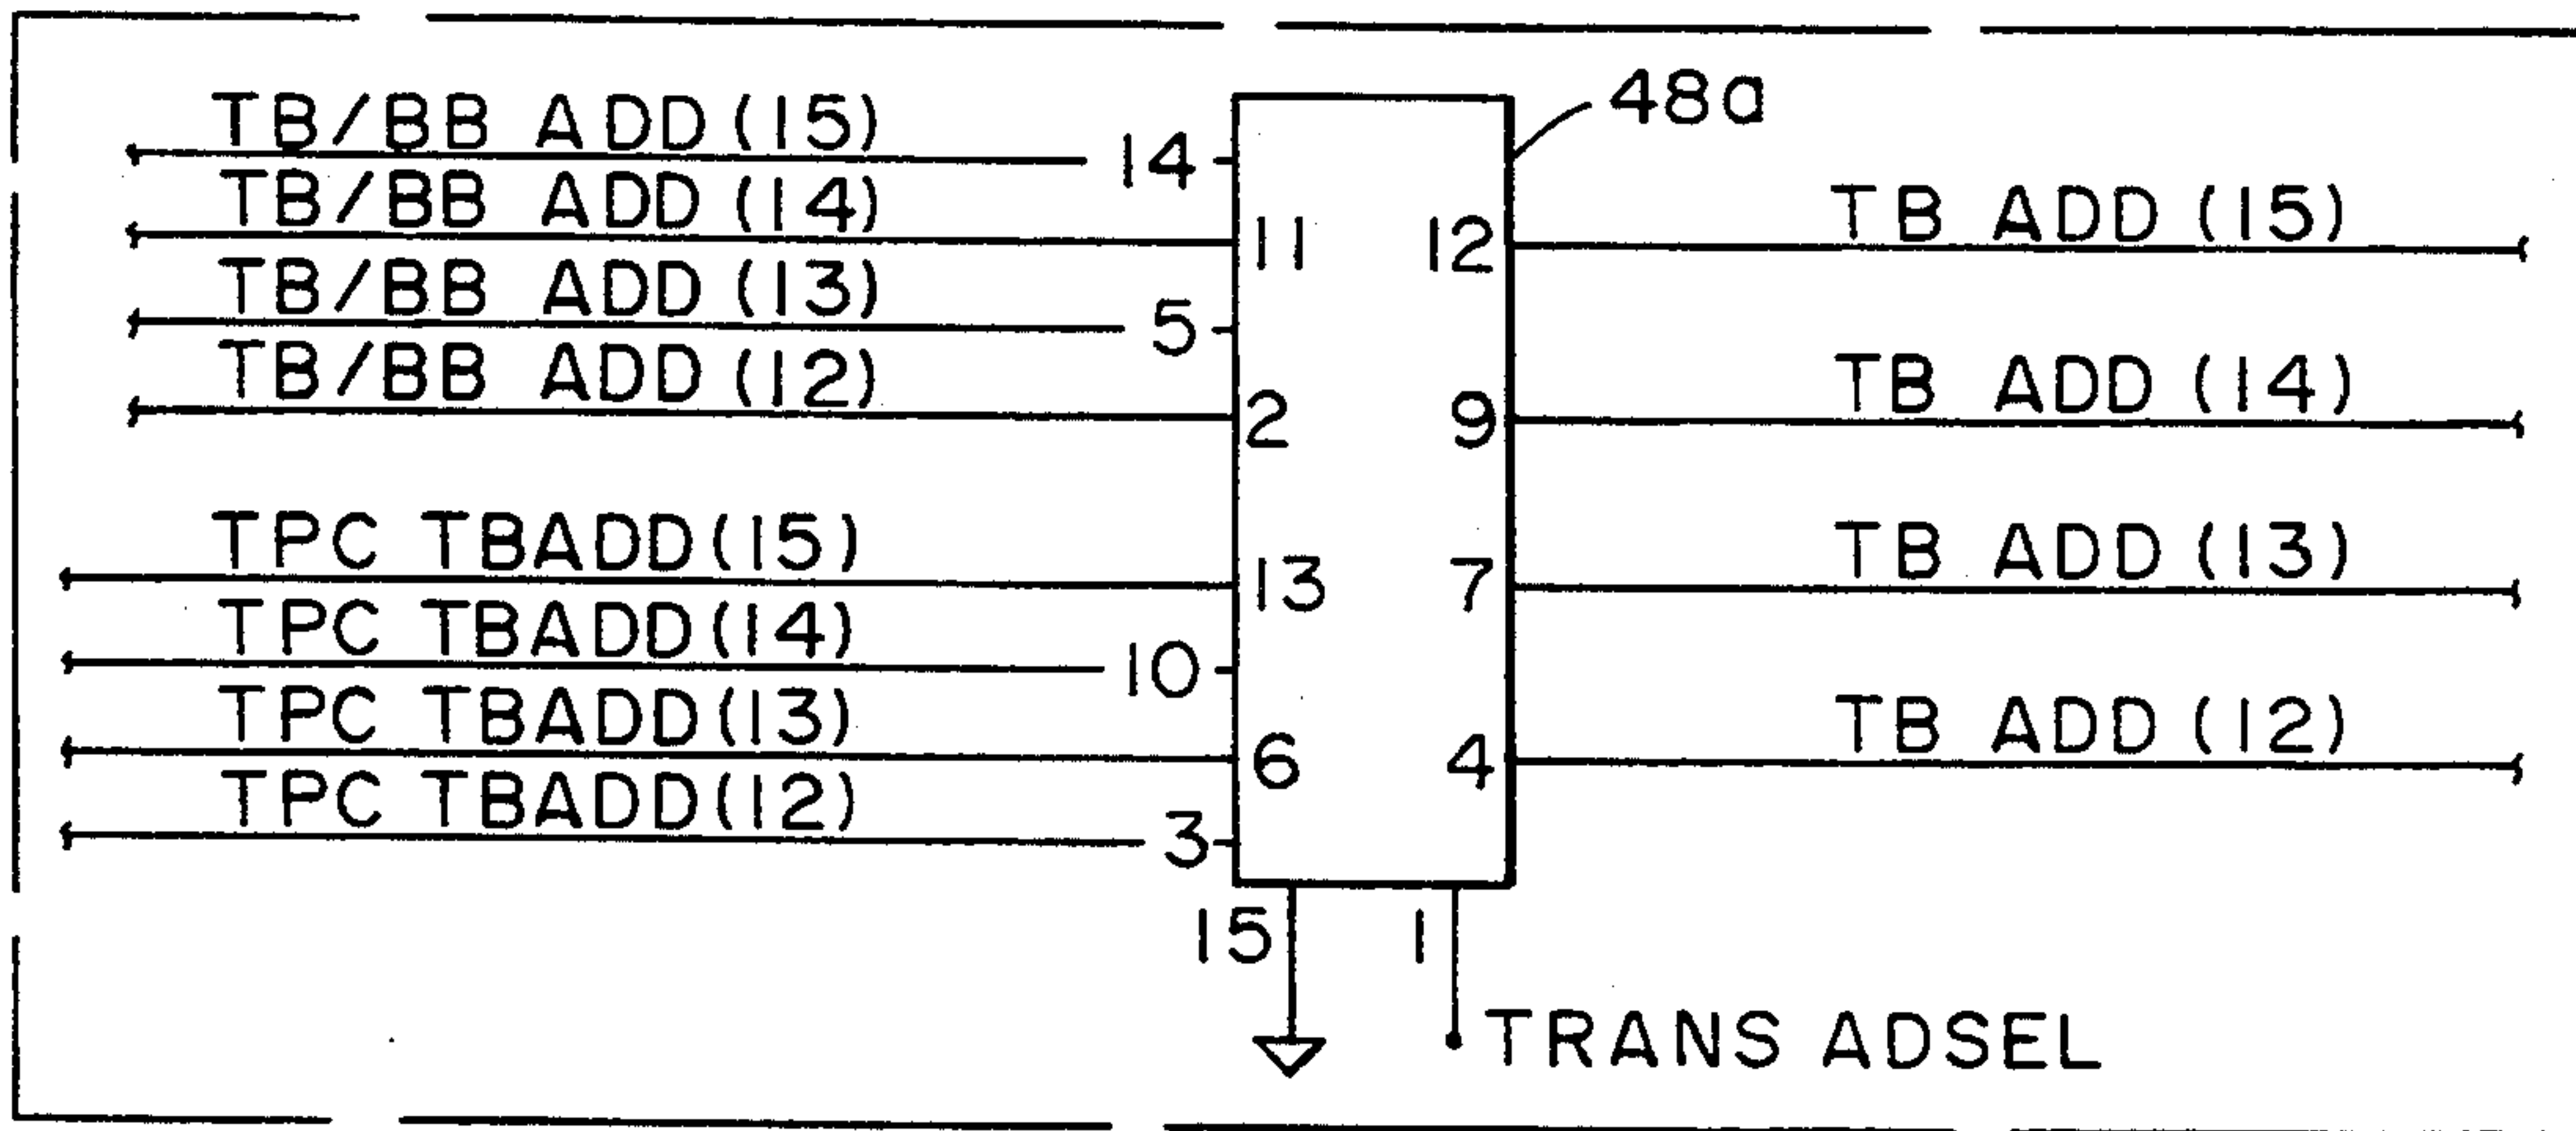 48a
TB/BB ADD (15)
14
TB/BB ADD (14)
11
12
TB ADD (15)
TB/BB ADD (13)
5
TB/BB ADD (12)
2
9
TB ADD (14)
TPC TBADD (15)
13
7
TB ADD (13)
TPC TBADD (14)
10
TPC TBADD (13)
6
4
TB ADD (12)
TPC TBADD (12)
3
15
1
TRANS ADSEL